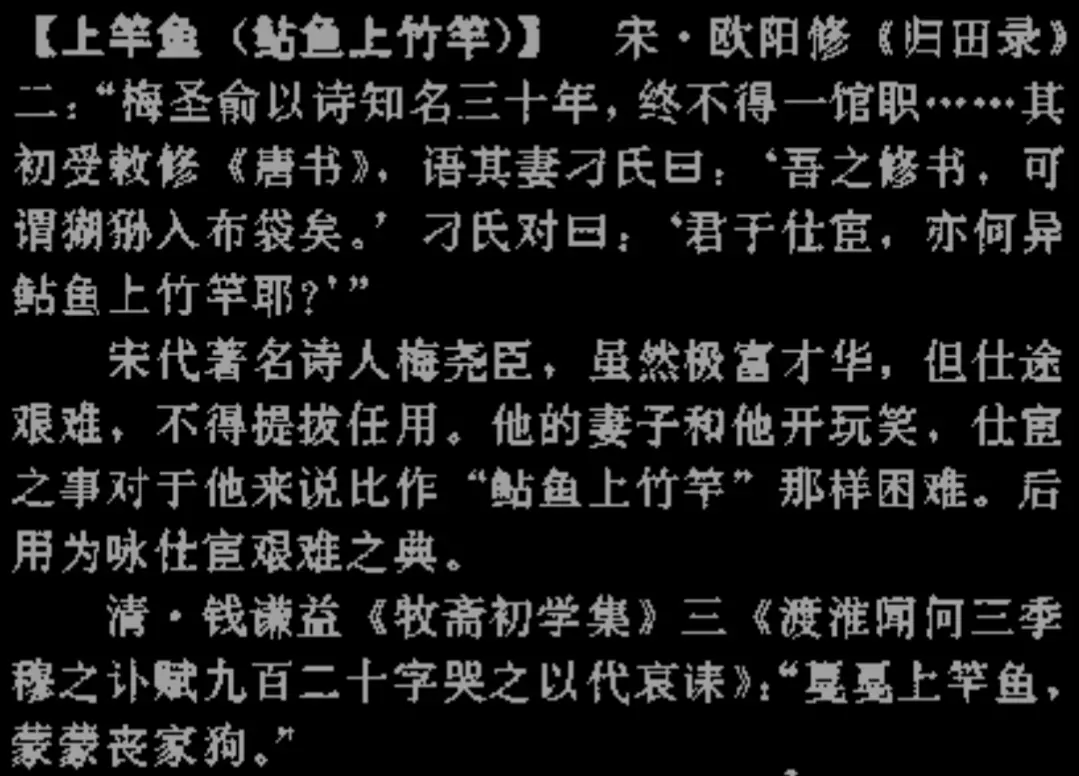 【上竿鱼（鲇鱼上竹竿）】　宋·欧阳修《归田录》
二：“梅圣俞以诗知名三十年，终不得一馆职……其
初受敕修《唐书》，语其妻刁氏曰：‘吾之修书，可
谓猢狲入布袋矣。’刁氏对曰：‘君于仕宦，亦何异
鲇鱼上竹竿耶？’”
宋代著名诗人梅尧臣，虽然极富才华，但仕途
艰难，不得提拔任用。他的妻子和他开玩笑，仕宦
之事对于他来说比作“鲇鱼上竹竿”那样困难。后
用为咏仕宦艰难之典。
清·钱谦益《牧斋初学集》三《渡淮闻何三季
穆之讣赋九百二十字哭之以代哀诔》：“戛戛上竿鱼，
蒙蒙丧家狗。”